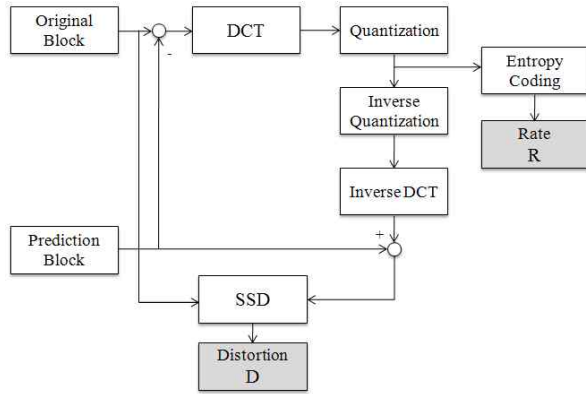 Original
Block
DCT
Quantization
-
Entropy
Coding
Inverse
Quantization
Rate
R
Inverse DCT
+
Prediction
Block
SSD
Distortion
D